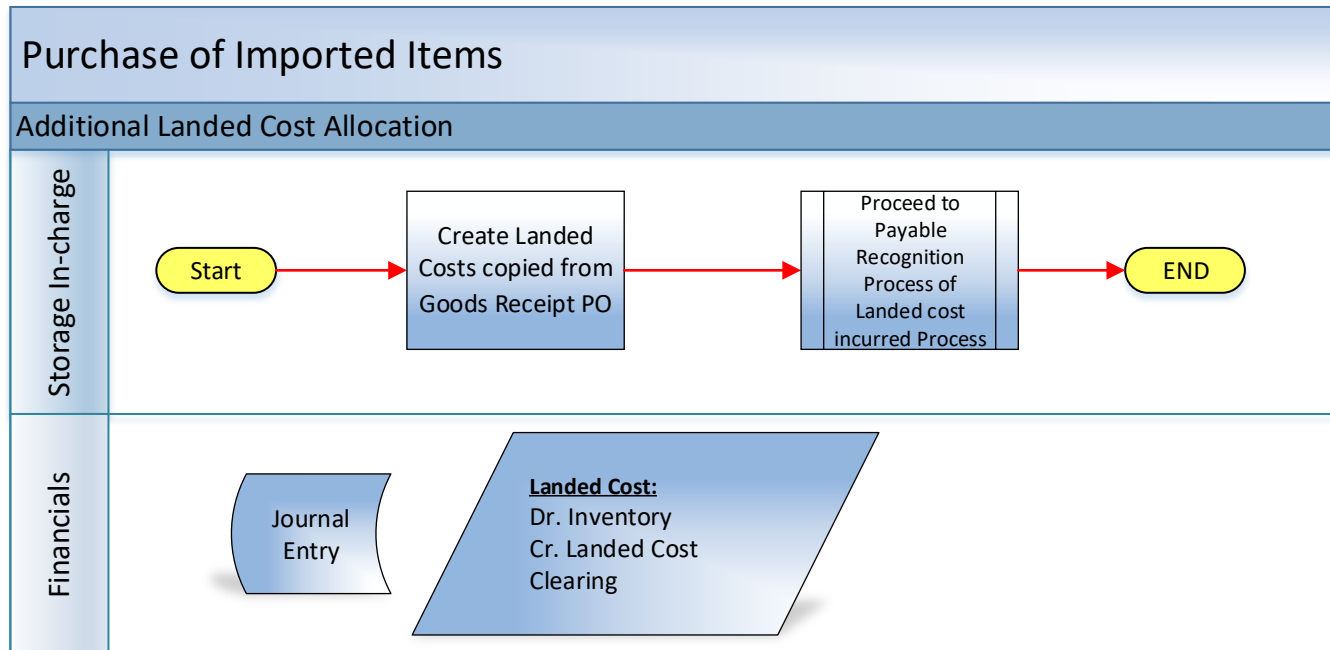 Purchase of Imported Items
Additional Landed Cost Allocation
Storage In-charge
Start
Create Landed
Costs copied from
Goods Receipt PO
Proceed to
Payable
Recognition
Process of
Landed cost
incurred Process
END
Financials
Journal
Entry
Landed Cost:
Dr. Inventory
Cr. Landed Cost
Clearing